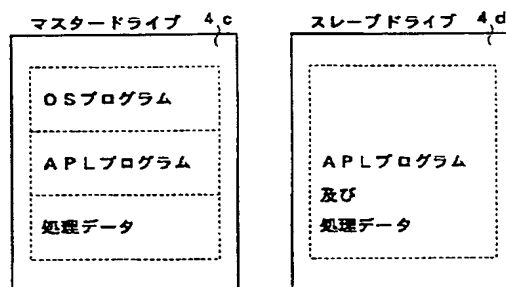 マスタードライブ 4c
OSプログラム
APLプログラム
処理データ
スレーブドライブ 4d
APLプログラム
及び
処理データ